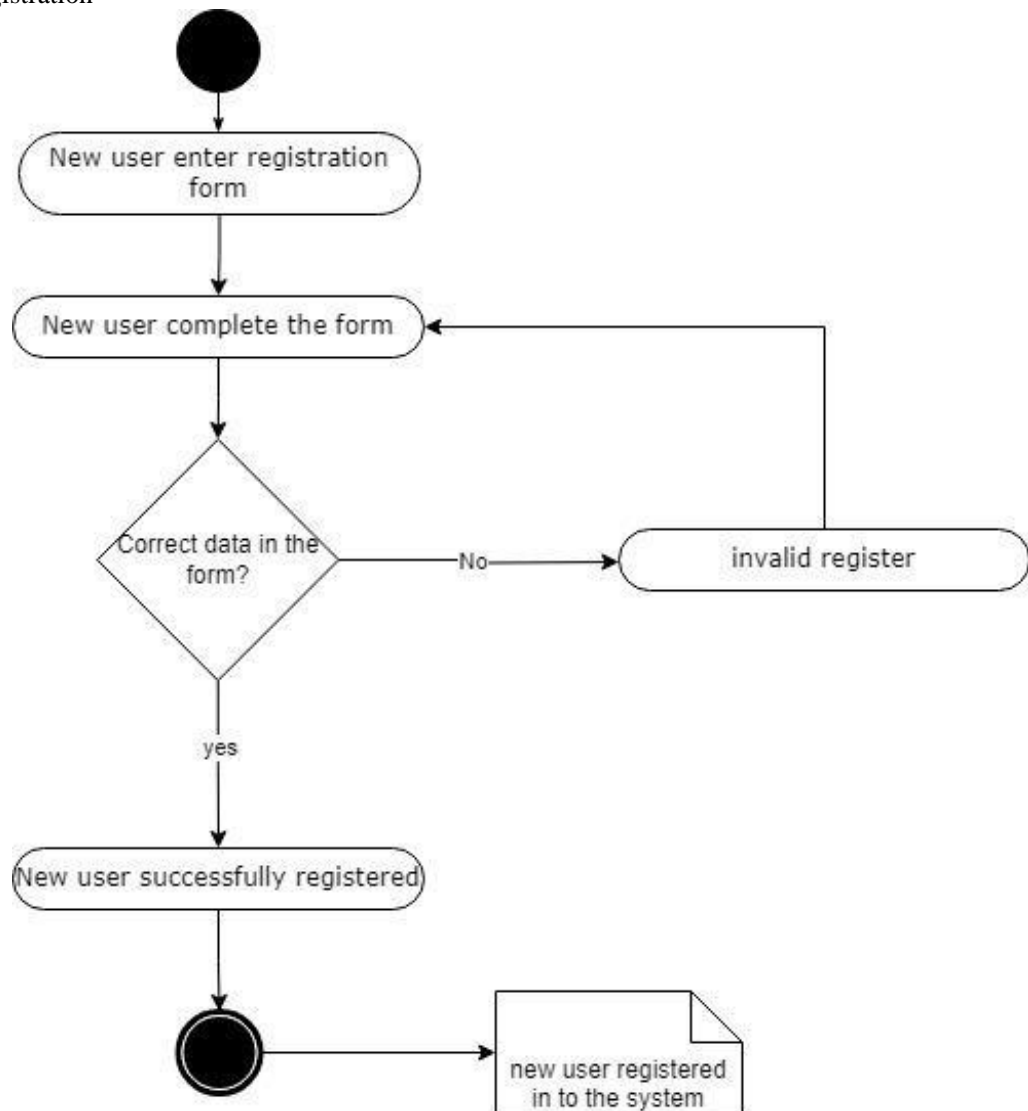 New user enter registration
form
New user complete the form
Correct data in the
form?
No
invalid register
yes
New user successfully registered
new user registered
in to the system